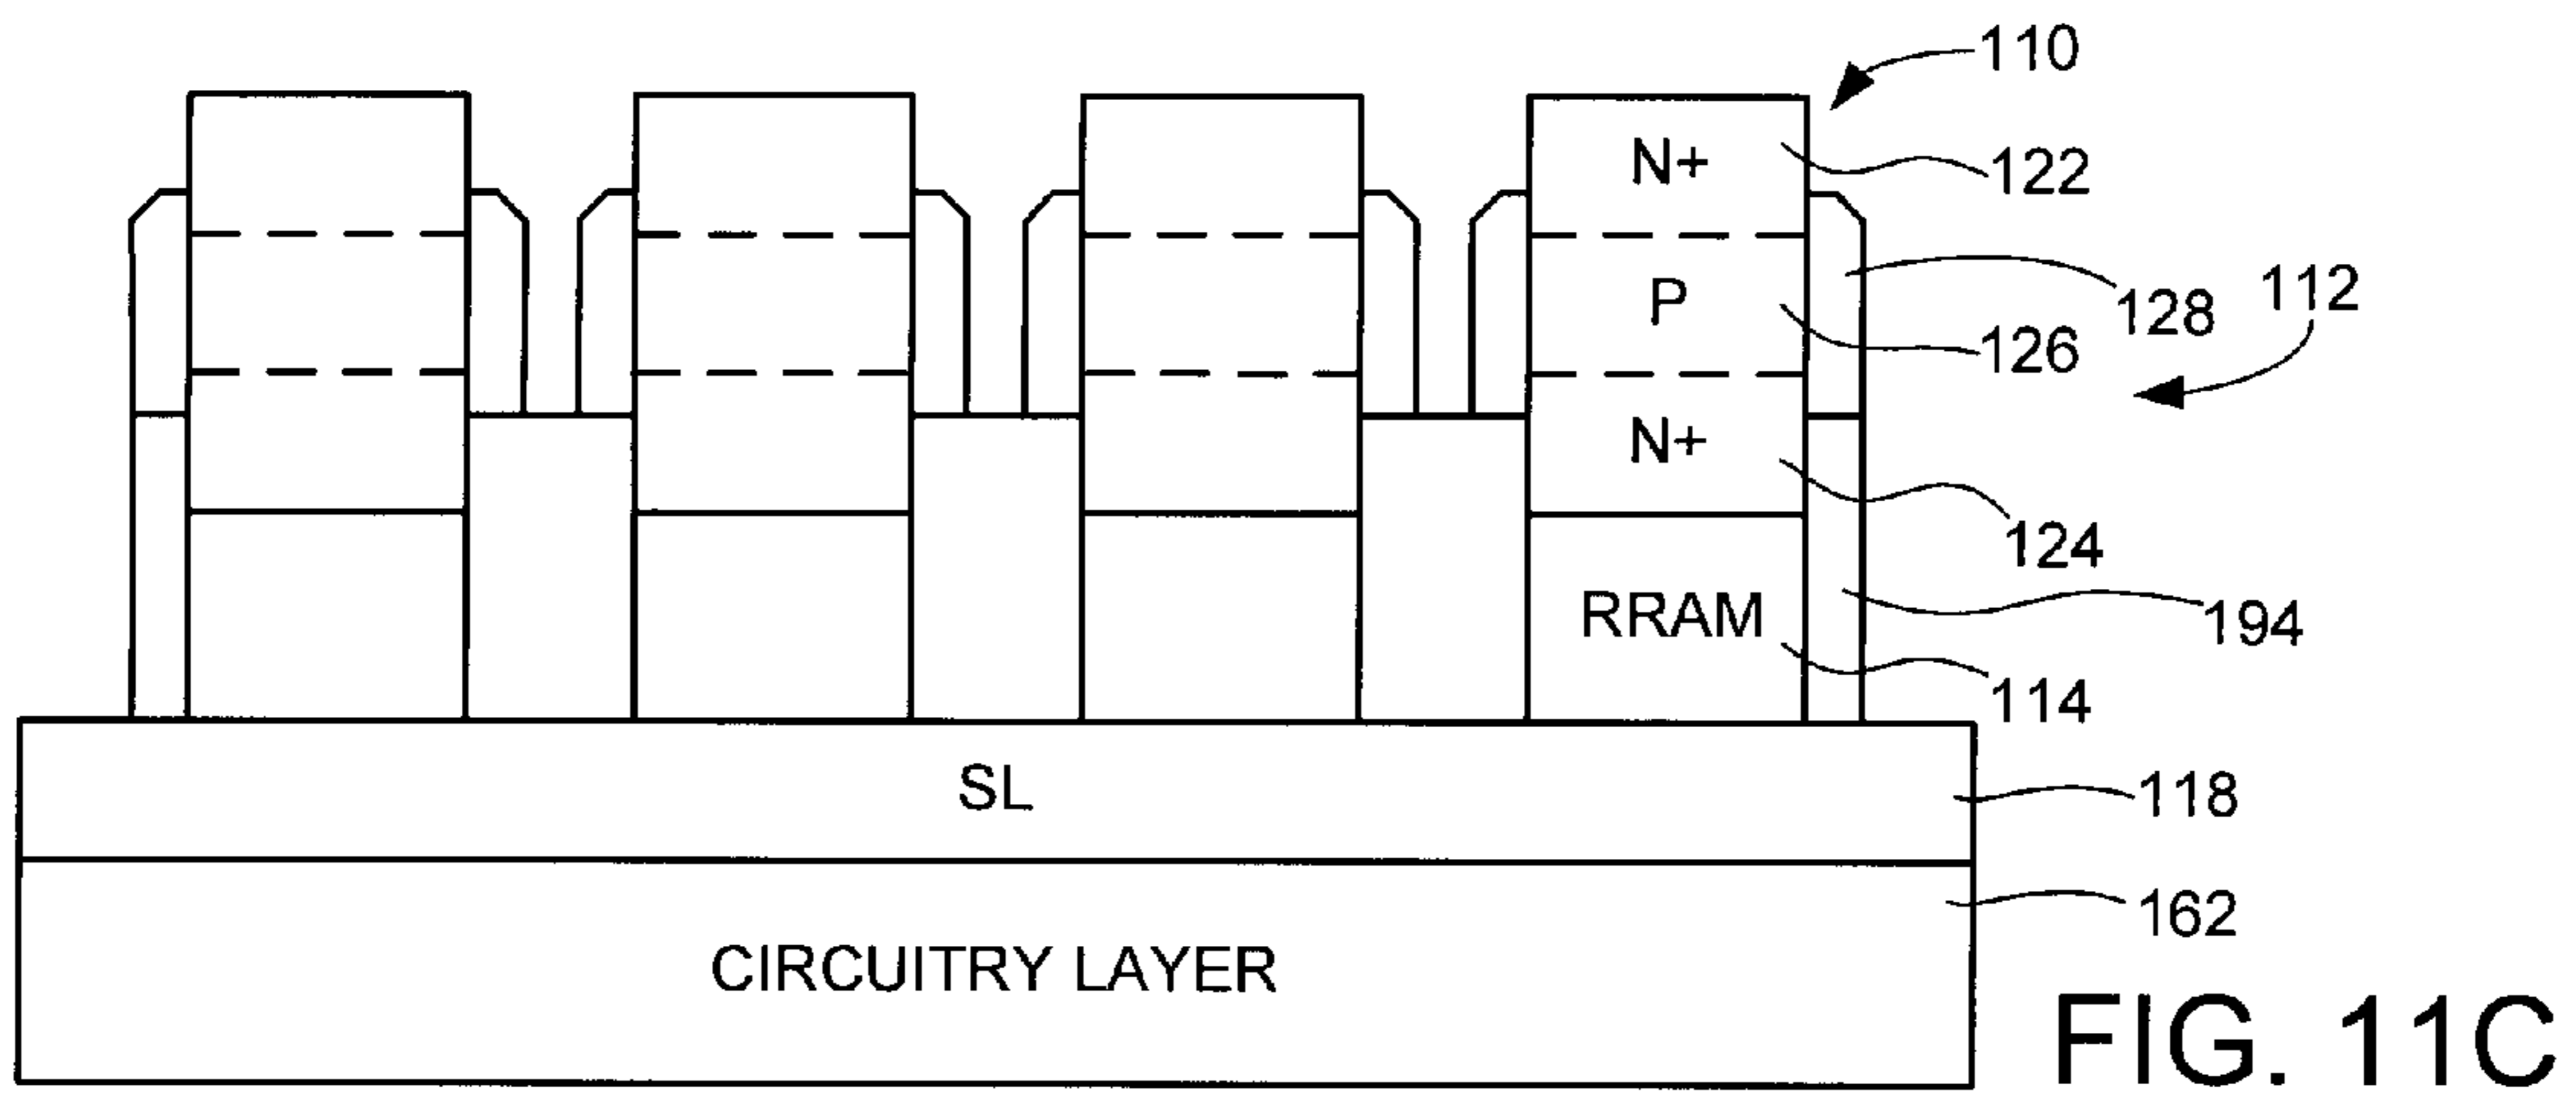 110
N+
122
P
128
112
126
N+
124
RRAM
194
114
SL
118
162
CIRCUITRY LAYER
FIG. 11C